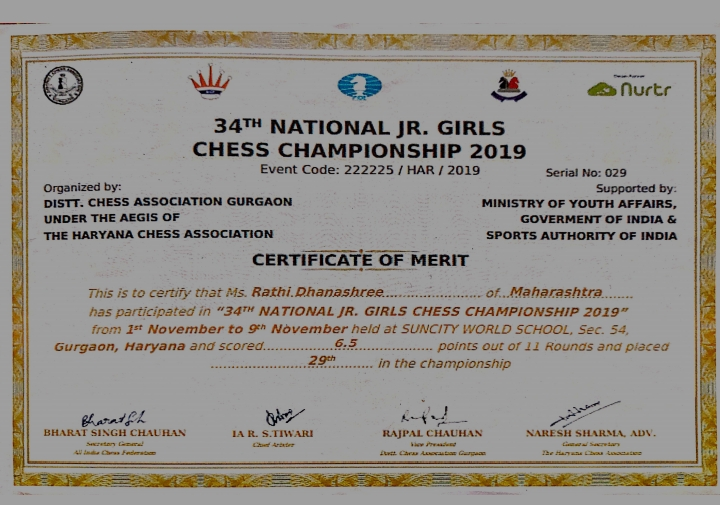 Nurtr
34TH NATIONAL JR. GIRLS
CHESS CHAMPIONSHIP 2019
Event Code: 222225 / HAR / 2019
Serial No: 029
Organized by:
DISTT. CHESS ASSOCIATION GURGAON
UNDER THE AEGIS OF
THE HARYANA CHESS ASSOCIATION
Supported by:
MINISTRY OF YOUTH AFFAIRS,
GOVERMENT OF INDIA &
SPORTS AUTHORITY OF INDIA
CERTIFICATE OF MERIT
This is to certify that Ms. Rathi Dhanashree of Maharashtra
has participated in "34TH NATIONAL JR. GIRLS CHESS CHAMPIONSHIP 2019"
from 1st November to 9th November held at SUNCITY WORLD SCHOOL, Sec. 54,
Gurgaon, Haryana and scored 6.5 points out of 11 Rounds and placed
29th in the championship
BHARAT SINGH CHAUHAN
Secretary General
All India Chess Federation
IA R. S.TIWARI
Chief Arbiter
RAJPAL CHAUHAN
Vice President
Distt. Chess Association Gurgaon
NARESH SHARMA, ADV.
General Secretary
The Haryana Chess Association